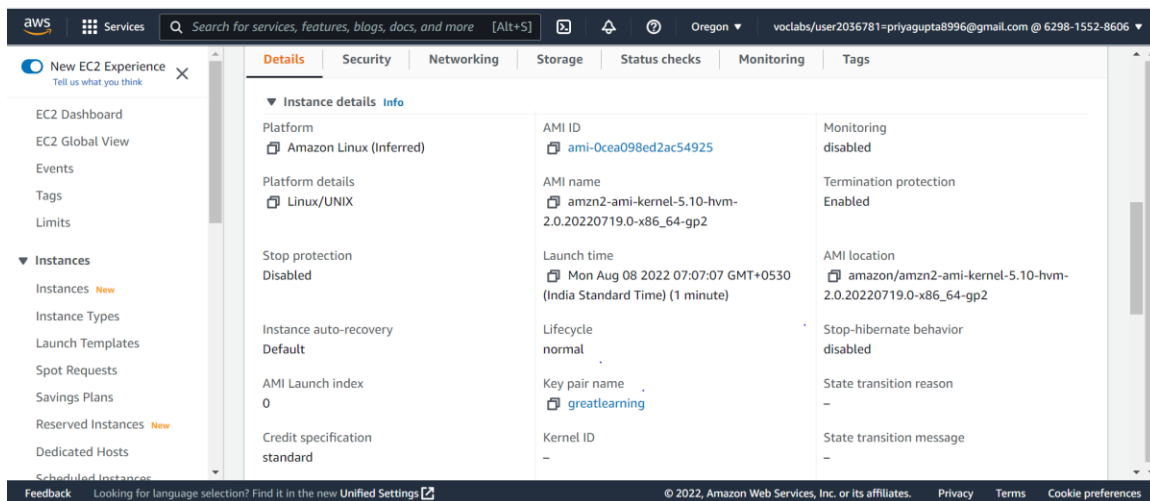 aws Services Search for services, features, blogs, docs, and more [Alt+S] Oregon ▼ voclabs/user2036781=priyagupta8996@gmail.com @ 6298-1552-8606 ▼
New EC2 Experience
Tell us what you think
EC2 Dashboard
EC2 Global View
Events
Tags
Limits
▼ Instances
Instances New
Instance Types
Launch Templates
Spot Requests
Savings Plans
Reserved Instances New
Dedicated Hosts
Scheduled Instances
Details Security Networking Storage Status checks Monitoring Tags
▼ Instance details Info
Platform
Amazon Linux (Inferred)
AMI ID
ami-0cea098ed2ac54925
Monitoring
disabled
Platform details
Linux/UNIX
AMI name
amzn2-ami-kernel-5.10-hvm-
2.0.20220719.0-x86_64-gp2
Termination protection
Enabled
Stop protection
Disabled
Launch time
Mon Aug 08 2022 07:07:07 GMT+0530
(India Standard Time) (1 minute)
AMI location
amazon/amzn2-ami-kernel-5.10-hvm-
2.0.20220719.0-x86_64-gp2
Instance auto-recovery
Default
Lifecycle
normal
Stop-hibernate behavior
disabled
AMI Launch index
0
Key pair name
greatlearning
State transition reason
–
Credit specification
standard
Kernel ID
–
State transition message
–
Feedback Looking for language selection? Find it in the new Unified Settings © 2022, Amazon Web Services, Inc. or its affiliates. Privacy Terms Cookie preferences